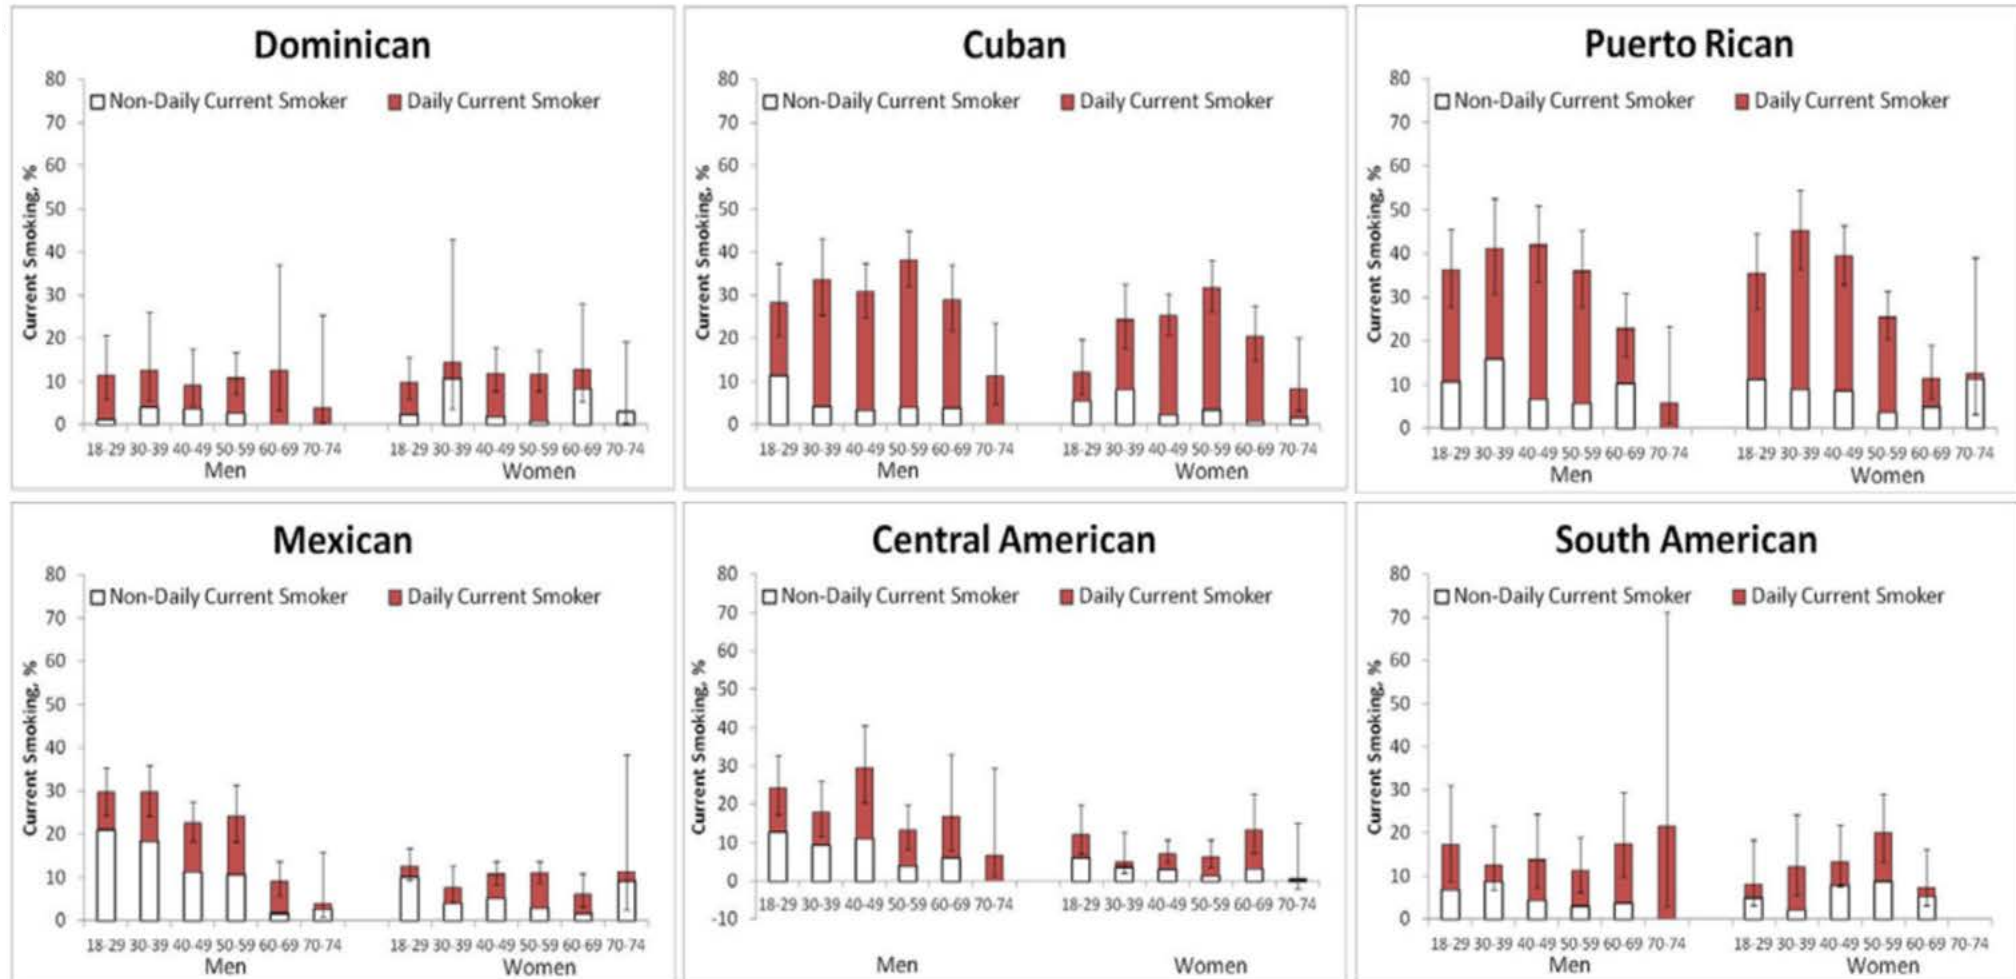 Dominican
Non-Daily Current Smoker Daily Current Smoker
Current Smoking, %
80
70
60
50
40
30
20
10
0
18-29 30-39 40-49 50-59 60-69 70-74 18-29 30-39 40-49 50-59 60-69 70-74
Men Women
Cuban
Non-Daily Current Smoker Daily Current Smoker
Current Smoking, %
80
70
60
50
40
30
20
10
0
18-29 30-39 40-49 50-59 60-69 70-74 18-29 30-39 40-49 50-59 60-69 70-74
Men Women
Puerto Rican
Non-Daily Current Smoker Daily Current Smoker
Current Smoking, %
80
70
60
50
40
30
20
10
0
18-29 30-39 40-49 50-59 60-69 70-74 18-29 30-39 40-49 50-59 60-69 70-74
Men Women
Mexican
Non-Daily Current Smoker Daily Current Smoker
Current Smoking, %
80
70
60
50
40
30
20
10
0
18-29 30-39 40-49 50-59 60-69 70-74 18-29 30-39 40-49 50-59 60-69 70-74
Men Women
Central American
Non-Daily Current Smoker Daily Current Smoker
Current Smoking, %
80
70
60
50
40
30
20
10
0
-10
18-29 30-39 40-49 50-59 60-69 70-74 18-29 30-39 40-49 50-59 60-69 70-74
Men Women
South American
Non-Daily Current Smoker Daily Current Smoker
Current Smoking, %
80
70
60
50
40
30
20
10
0
18-29 30-39 40-49 50-59 60-69 70-74 18-29 30-39 40-49 50-59 60-69 70-74
Men Women